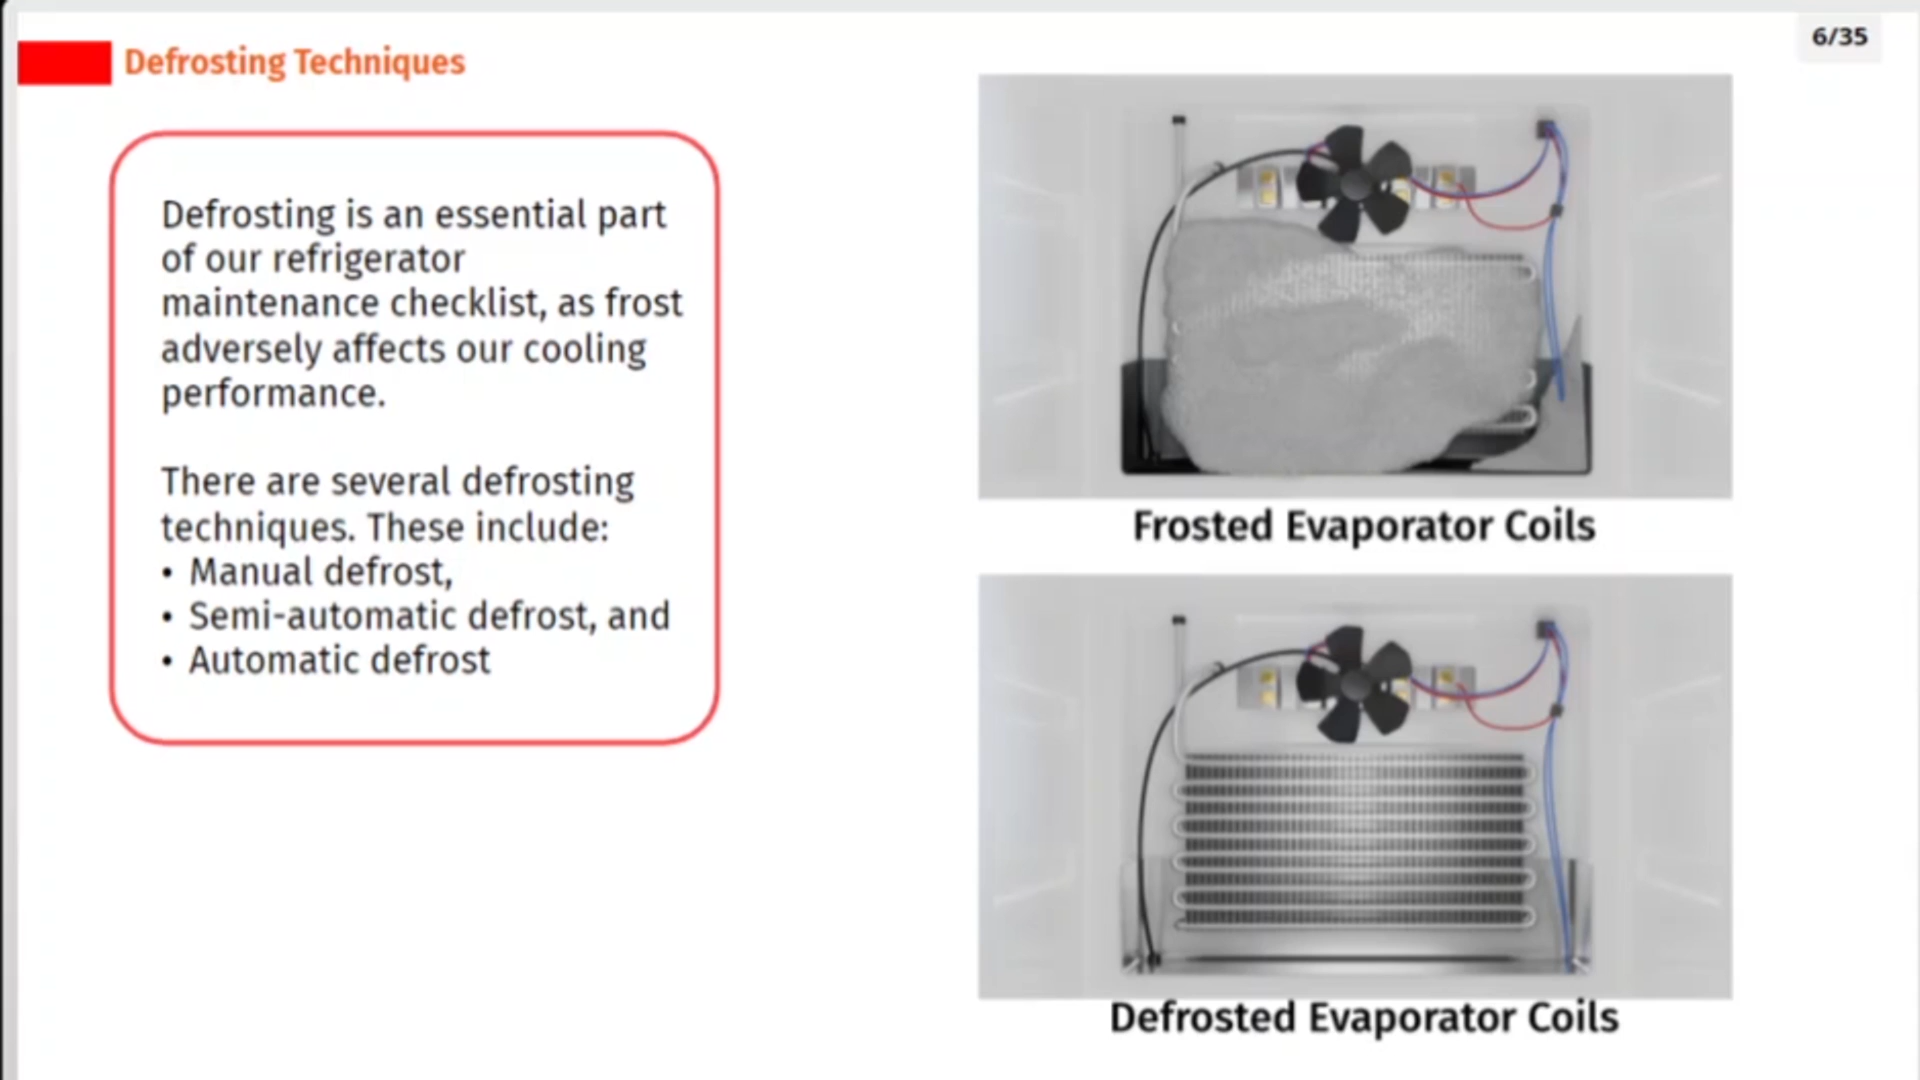 6/35
Defrosting Techniques
Defrosting is an essential part
of our refrigerator
maintenance checklist, as frost
adversely affects our cooling
performance.
There are several defrosting
techniques. These include:
• Manual defrost,
• Semi-automatic defrost, and
• Automatic defrost
Frosted Evaporator Coils
Defrosted Evaporator Coils